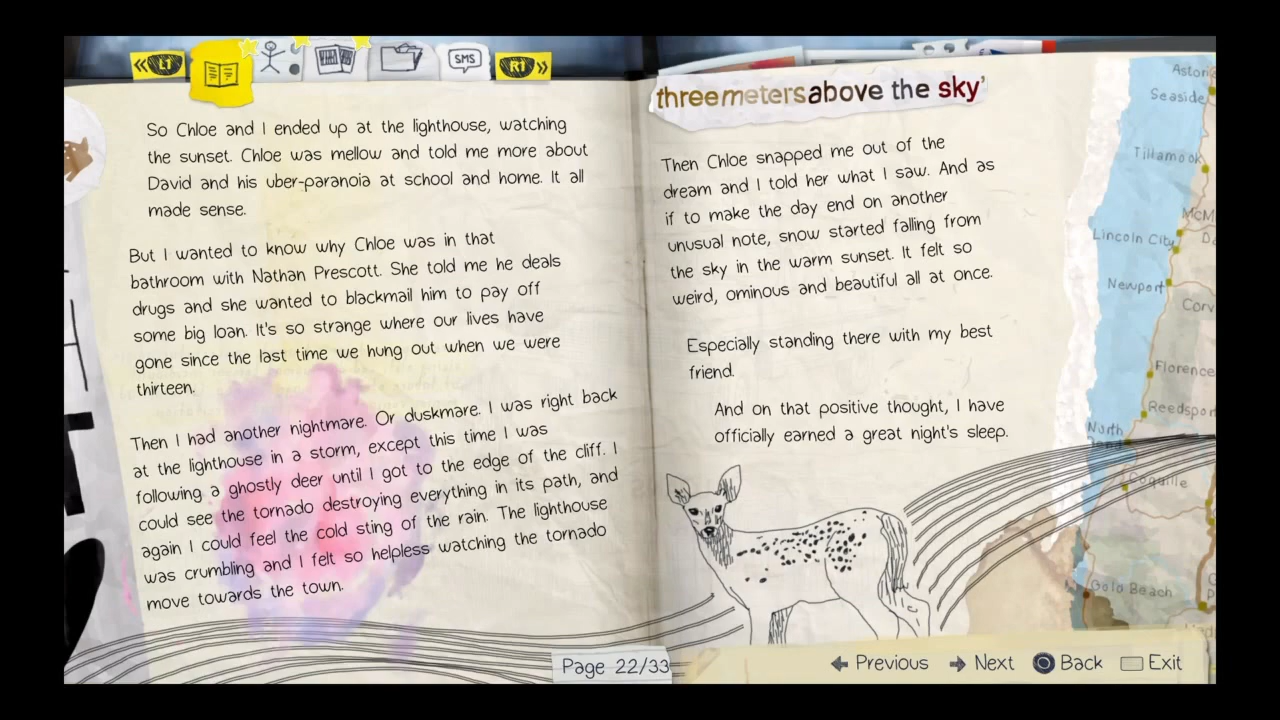 L1
SMS
R1
So Chloe and I ended up at the lighthouse, watching
the sunset. Chloe was mellow and told me more about
David and his uber-paranoia at school and home. It all
made sense.
But I wanted to know why Chloe was in that
bathroom with Nathan Prescott. She told me he deals
drugs and she wanted to blackmail him to pay off
some big loan. It's so strange where our lives have
gone since the last time we hung out when we were
thirteen.
Then I had another nightmare. Or duskmare. I was right back
at the lighthouse in a storm, except this time I was
following a ghostly deer until I got to the edge of the cliff. I
could see the tornado destroying everything in its path, and
again I could feel the cold sting of the rain. The lighthouse
was crumbling and I felt so helpless watching the tornado
move towards the town.
three meters above the sky'
Then Chloe snapped me out of the
dream and I told her what I saw. And as
if to make the day end on another
unusual note, snow started falling from
the sky in the warm sunset. It felt so
weird, ominous and beautiful all at once.
Especially standing there with my best
friend.
And on that positive thought, I have
officially earned a great night's sleep.
Seaside
Tillamook
Lincoln City
Newport
Corv
Florence
Reedspor
North
Coquille
Gold Beach
Page 22/33
Previous
Next
Back
Exit